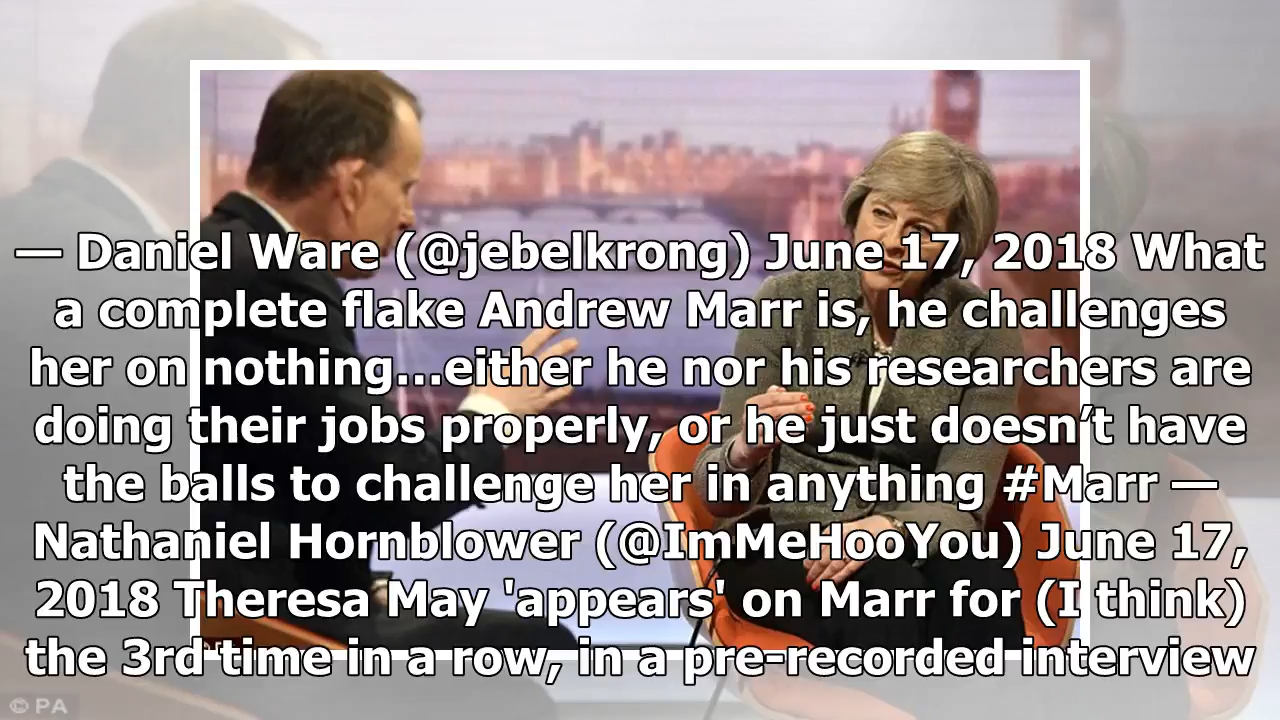 — Daniel Ware (@jebelkrong) June 17, 2018 What
a complete flake Andrew Marr is, he challenges
her on nothing...either he nor his researchers are
doing their jobs properly, or he just doesn’t have
the balls to challenge her in anything #Marr —
Nathaniel Hornblower (@ImMeHooYou) June 17,
2018 Theresa May 'appears' on Marr for (I think)
the 3rd time in a row, in a pre-recorded interview
© PA